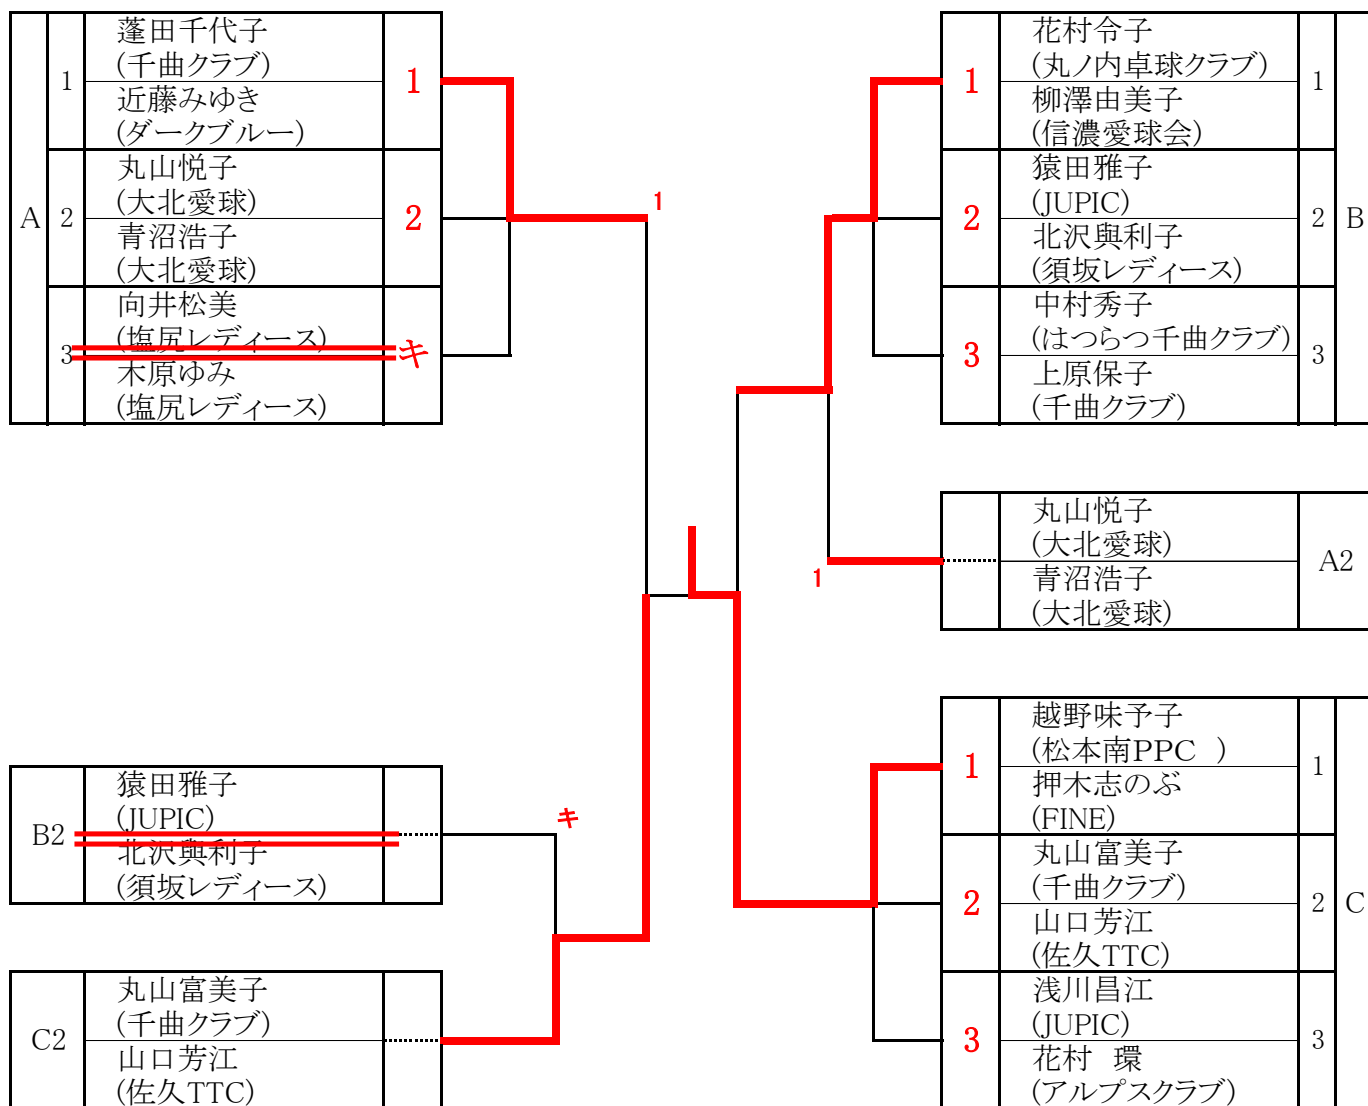 A
1
蓬田千代子
(千曲クラブ)
近藤みゆき
(ダークブルー)
1
2
丸山悦子
(大北愛球)
青沼浩子
(大北愛球)
2
3
向井松美
(塩尻レディース)
木原ゆみ
(塩尻レディース)
キ
1
B2
猿田雅子
(JUPIC)
北沢與利子
(須坂レディース)
キ
C2
丸山富美子
(千曲クラブ)
山口芳江
(佐久TTC)
1
花村令子
(丸ノ内卓球クラブ)
柳澤由美子
(信濃愛球会)
1
2
猿田雅子
(JUPIC)
北沢與利子
(須坂レディース)
2
B
3
中村秀子
(はつらつ千曲クラブ)
上原保子
(千曲クラブ)
3
丸山悦子
(大北愛球)
青沼浩子
(大北愛球)
A2
1
1
越野味予子
(松本南PPC )
押木志のぶ
(FINE)
1
2
丸山富美子
(千曲クラブ)
山口芳江
(佐久TTC)
2
C
3
浅川昌江
(JUPIC)
花村 環
(アルプスクラブ)
3